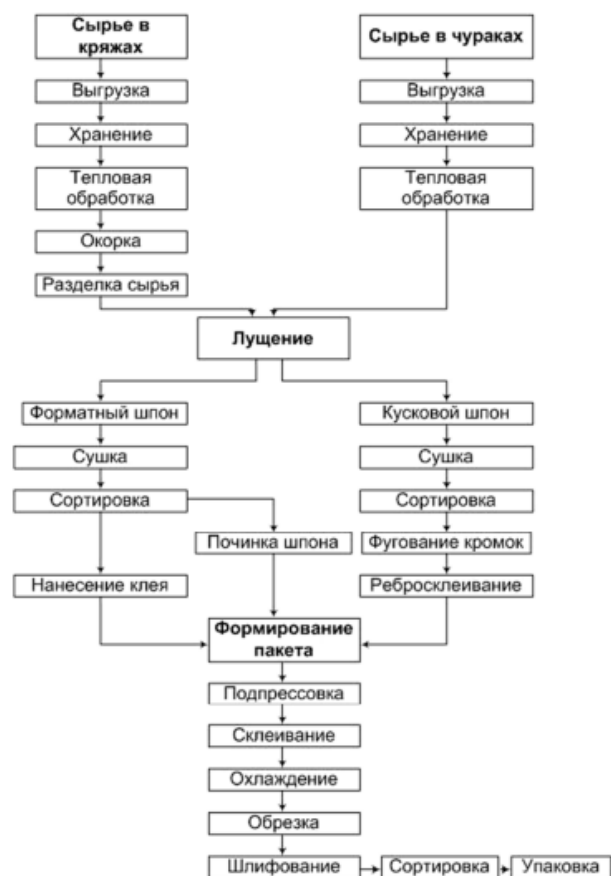 Сырье в
кряжах
Сырье в чураках
Выгрузка
Выгрузка
Хранение
Хранение
Тепловая
обработка
Тепловая
обработка
Окорка
Разделка сырья
Лущение
Форматный шпон
Кусковой шпон
Сушка
Сушка
Сортировка
Сортировка
Починка шпона
Фугование кромок
Нанесение клея
Ребросклеивание
Формирование
пакета
Подпрессовка
Склеивание
Охлаждение
Обрезка
Шлифование
Сортировка
Упаковка